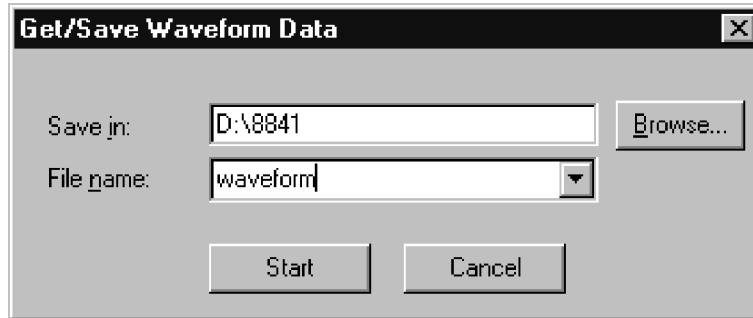 Get/Save Waveform Data
Save in: D:\8841 Browse...
File name: waveform
Start Cancel